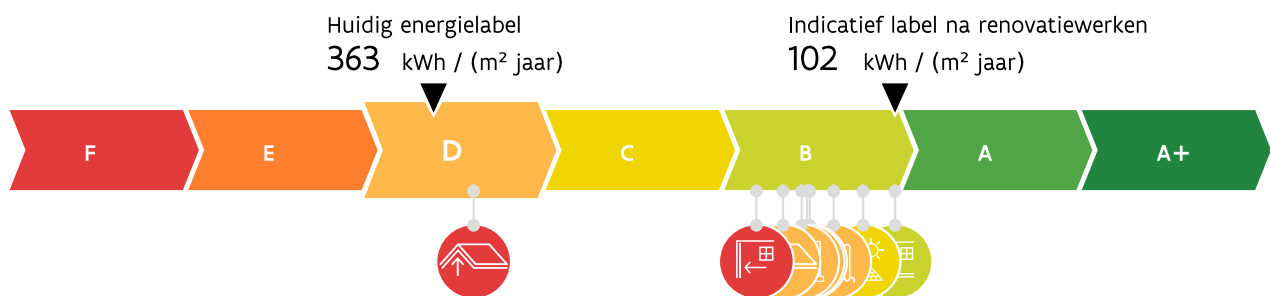 Huidig energielabel
363 kWh / (m² jaar)
Indicatief label na renovatiewerken
102 kWh / (m² jaar)
F E D C B A A+